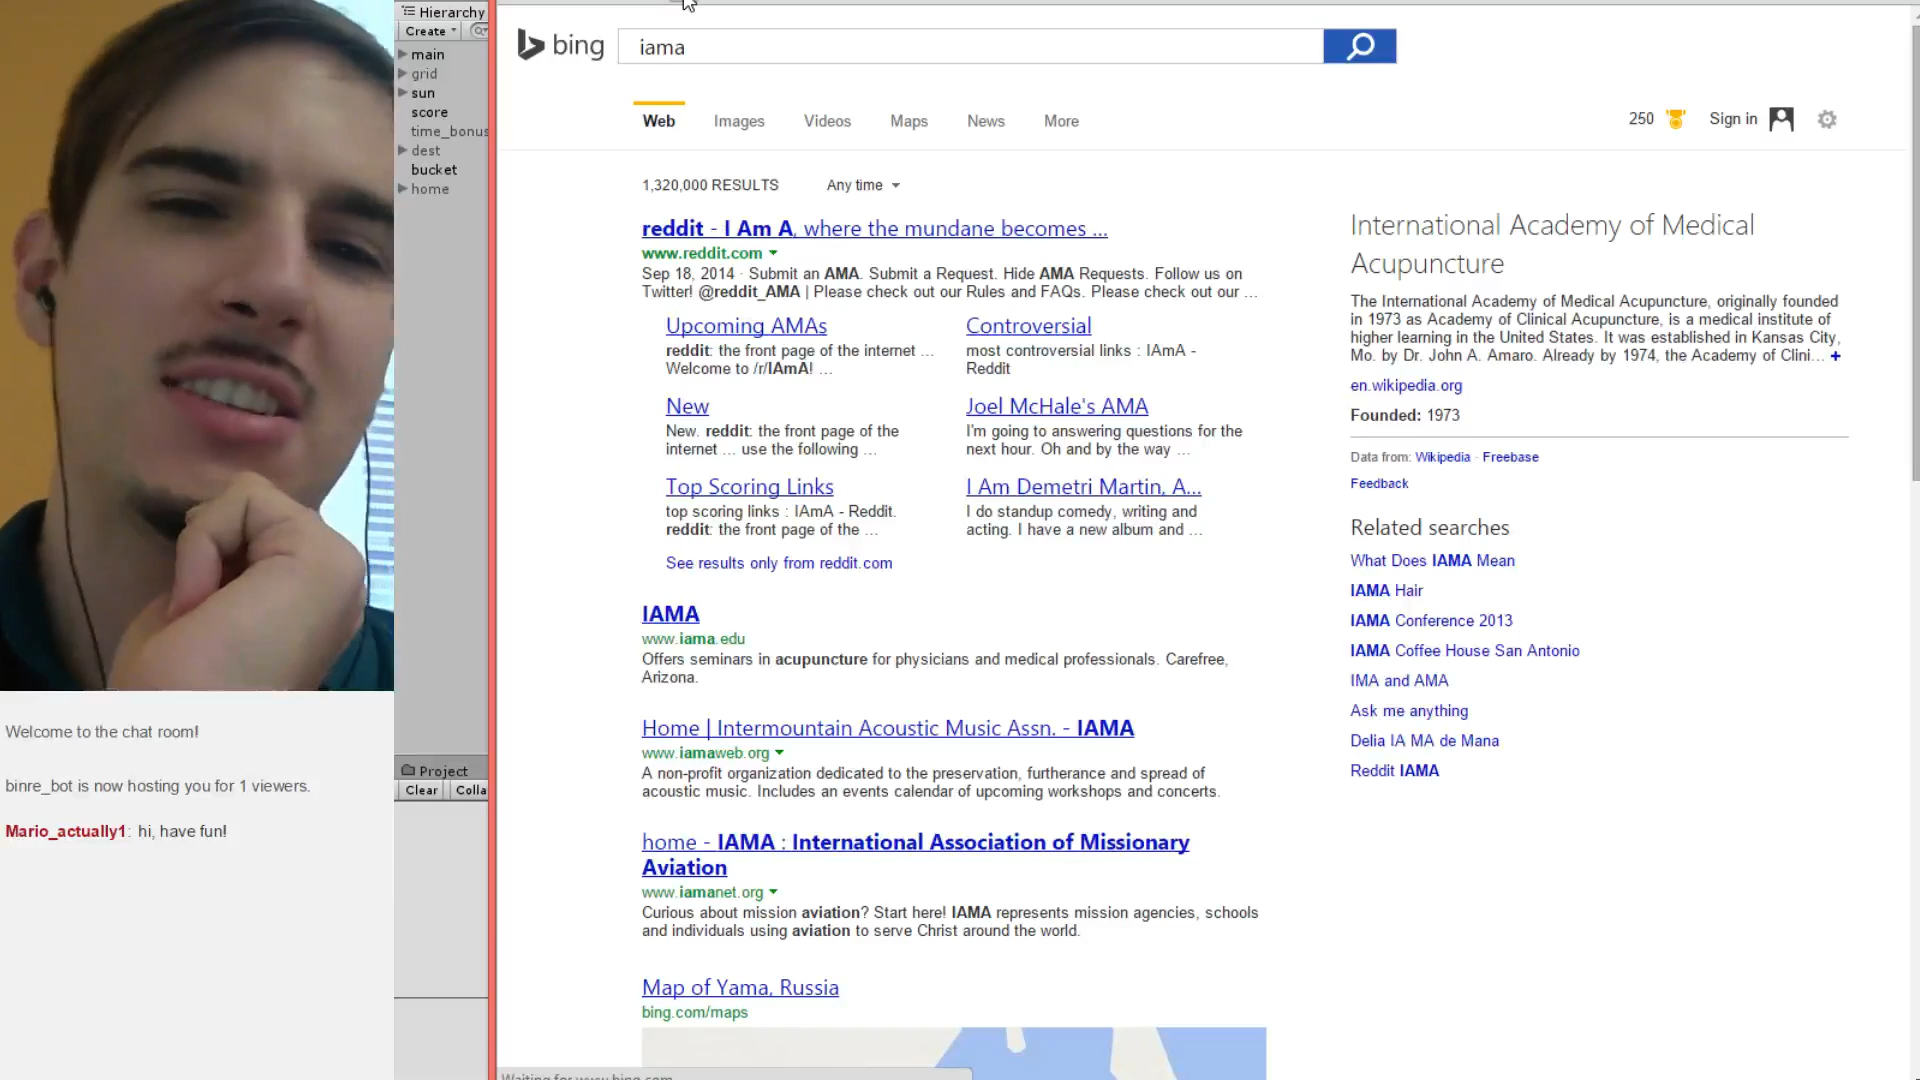 Hierarchy
Create
main
grid
sun
score
time_bonus
dest
bucket
home
Project
Clear
Colla
Welcome to the chat room!
binre_bot is now hosting you for 1 viewers.
Mario_actually1: hi, have fun!
bing
iama
Web Images Videos Maps News More
250 Sign in
1,320,000 RESULTS Any time
reddit - I Am A, where the mundane becomes ...
www.reddit.com
Sep 18, 2014 · Submit an AMA. Submit a Request. Hide AMA Requests. Follow us on
Twitter! @reddit_AMA | Please check out our Rules and FAQs. Please check out our ...
Upcoming AMAs
reddit: the front page of the internet ...
Welcome to /r/IAmA! ...
Controversial
most controversial links : IAmA -
Reddit
New
New. reddit: the front page of the
internet ... use the following ...
Joel McHale's AMA
I'm going to answering questions for the
next hour. Oh and by the way ...
Top Scoring Links
top scoring links : IAmA - Reddit.
reddit: the front page of the ...
I Am Demetri Martin, A...
I do standup comedy, writing and
acting. I have a new album and ...
See results only from reddit.com
IAMA
www.iama.edu
Offers seminars in acupuncture for physicians and medical professionals. Carefree,
Arizona.
Home | Intermountain Acoustic Music Assn. - IAMA
www.iamaweb.org
A non-profit organization dedicated to the preservation, furtherance and spread of
acoustic music. Includes an events calendar of upcoming workshops and concerts.
home - IAMA : International Association of Missionary
Aviation
www.iamanet.org
Curious about mission aviation? Start here! IAMA represents mission agencies, schools
and individuals using aviation to serve Christ around the world.
Map of Yama, Russia
bing.com/maps
Waiting for www.bing.com
International Academy of Medical
Acupuncture
The International Academy of Medical Acupuncture, originally founded
in 1973 as Academy of Clinical Acupuncture, is a medical institute of
higher learning in the United States. It was established in Kansas City,
Mo. by Dr. John A. Amaro. Already by 1974, the Academy of Clini... +
en.wikipedia.org
Founded: 1973
Data from: Wikipedia · Freebase
Feedback
Related searches
What Does IAMA Mean
IAMA Hair
IAMA Conference 2013
IAMA Coffee House San Antonio
IMA and AMA
Ask me anything
Delia IA MA de Mana
Reddit IAMA